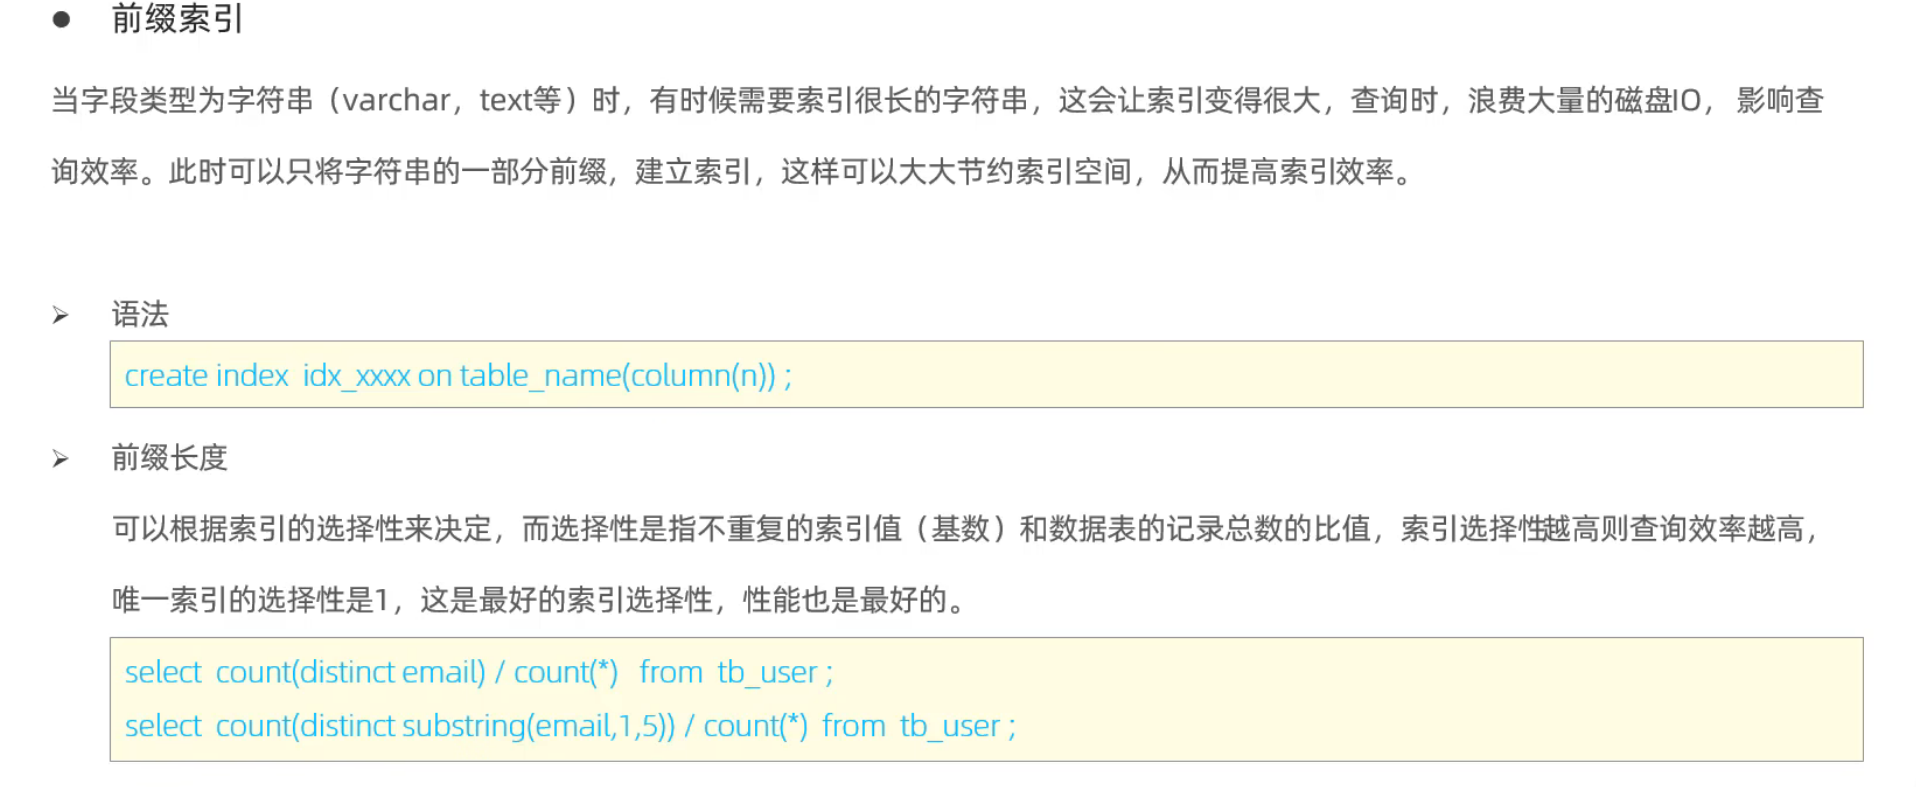 ● 前缀索引
当字段类型为字符串（varchar，text等）时，有时候需要索引很长的字符串，这会让索引变得很大，查询时，浪费大量的磁盘IO， 影响查
询效率。此时可以只将字符串的一部分前缀，建立索引，这样可以大大节约索引空间，从而提高索引效率。
➢ 语法
create index  idx_xxxx on table_name(column(n)) ;
➢ 前缀长度
可以根据索引的选择性来决定，而选择性是指不重复的索引值（基数）和数据表的记录总数的比值，索引选择性越高则查询效率越高，
唯一索引的选择性是1，这是最好的索引选择性，性能也是最好的。
select  count(distinct email) / count(*)   from  tb_user ;
select  count(distinct substring(email,1,5)) / count(*)  from  tb_user ;